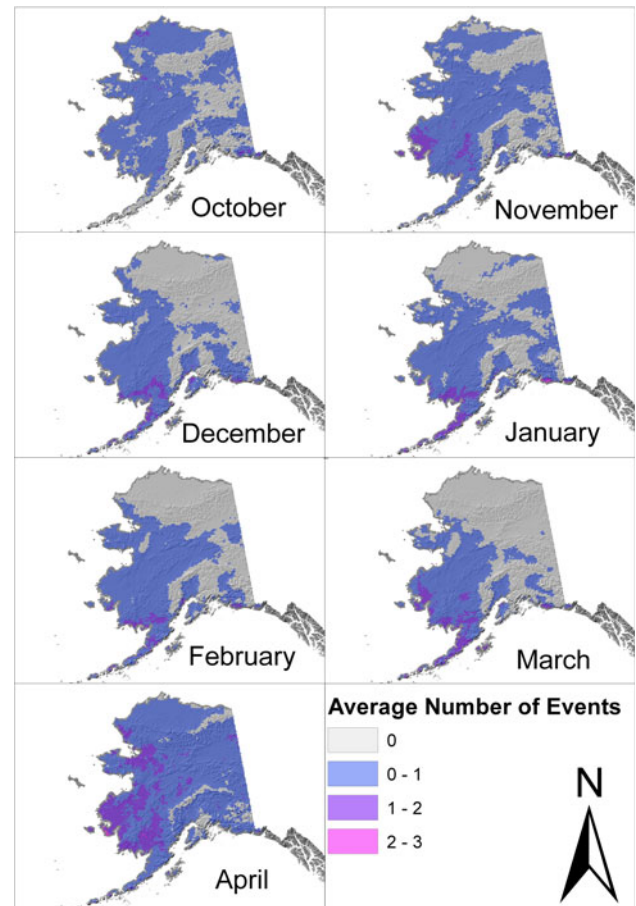 October
November
December
January
February
March
April
Average Number of Events
0
0 - 1
1 - 2
2 - 3
N